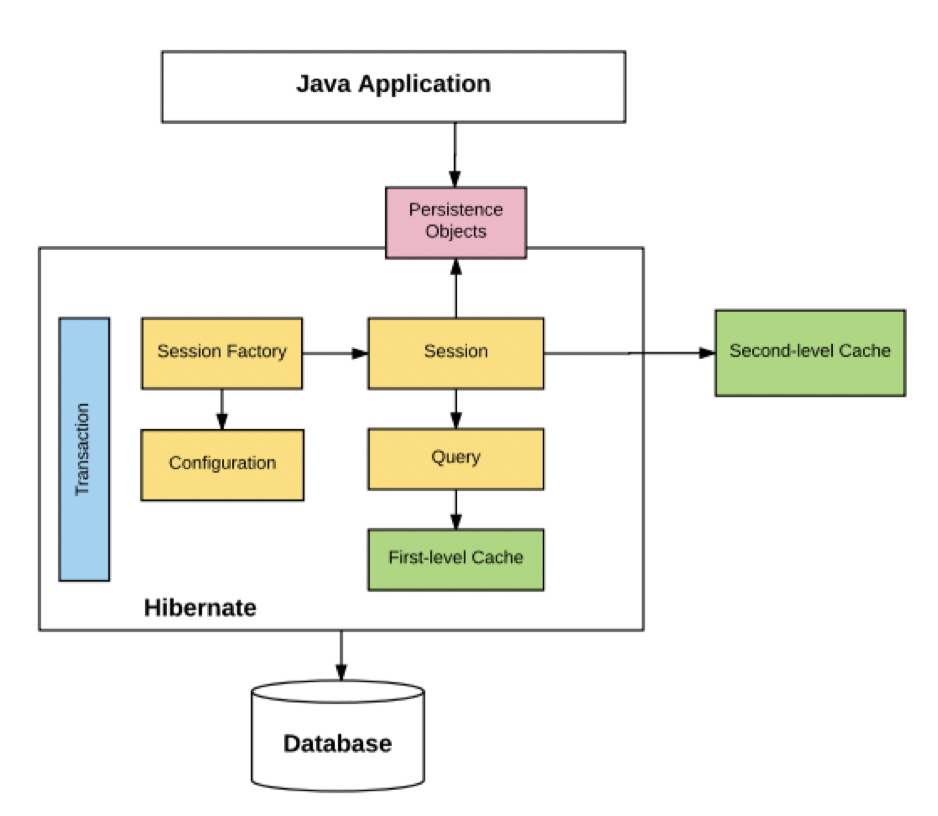 Java Application
Persistence
Objects
Session Factory
Session
Second-level Cache
Transaction
Configuration
Query
First-level Cache
Hibernate
Database